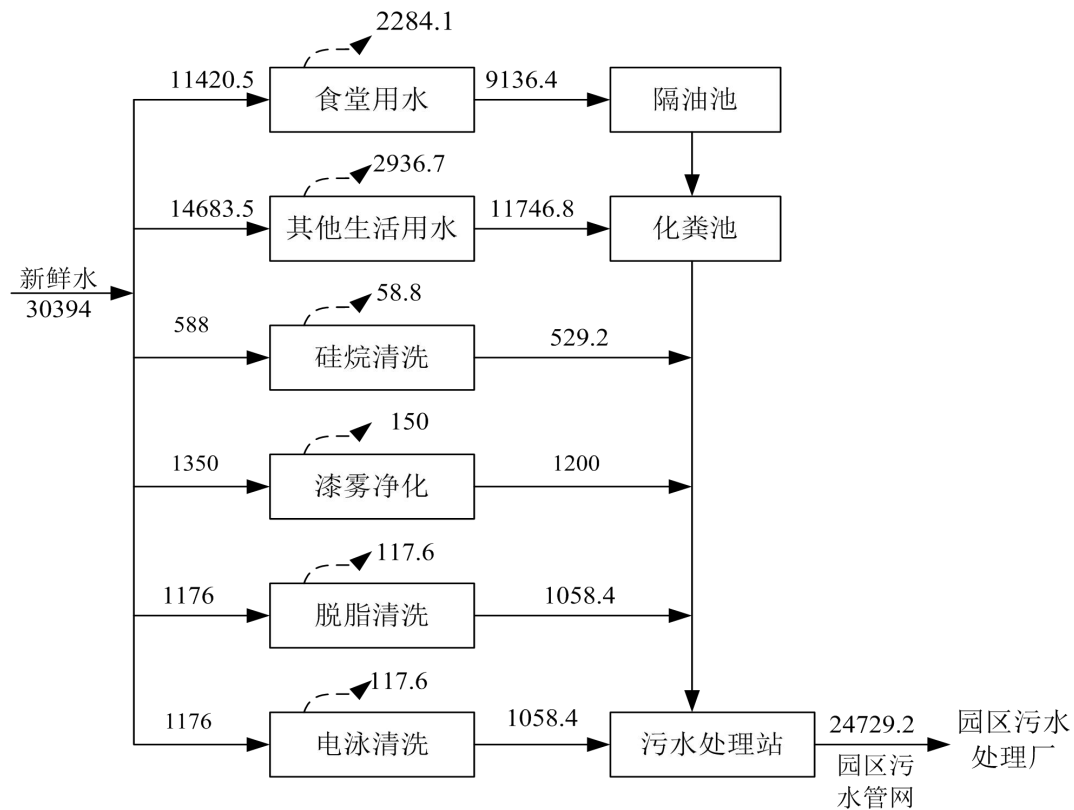 2284.1
11420.5
食堂用水
9136.4
隔油池
2936.7
14683.5
其他生活用水
11746.8
化粪池
新鲜水
30394
58.8
588
硅烷清洗
529.2
150
1350
漆雾净化
1200
117.6
1176
脱脂清洗
1058.4
117.6
1176
电泳清洗
1058.4
污水处理站
24729.2
园区污
水管网
园区污水
处理厂